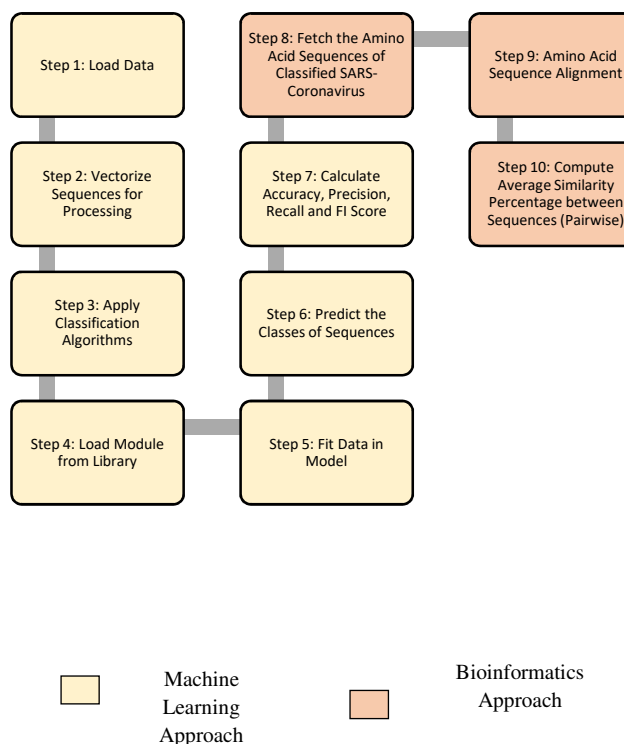 Step 1: Load Data
Step 2: Vectorize
Sequences for
Processing
Step 3: Apply
Classification
Algorithms
Step 4: Load Module
from Library
Step 5: Fit Data in
Model
Step 6: Predict the
Classes of Sequences
Step 7: Calculate
Accuracy, Precision,
Recall and FI Score
Step 8: Fetch the Amino
Acid Sequences of
Classified SARS-
Coronavirus
Step 9: Amino Acid
Sequence Alignment
Step 10: Compute
Average Similarity
Percentage between
Sequences (Pairwise)
Machine
Learning
Approach
Bioinformatics
Approach